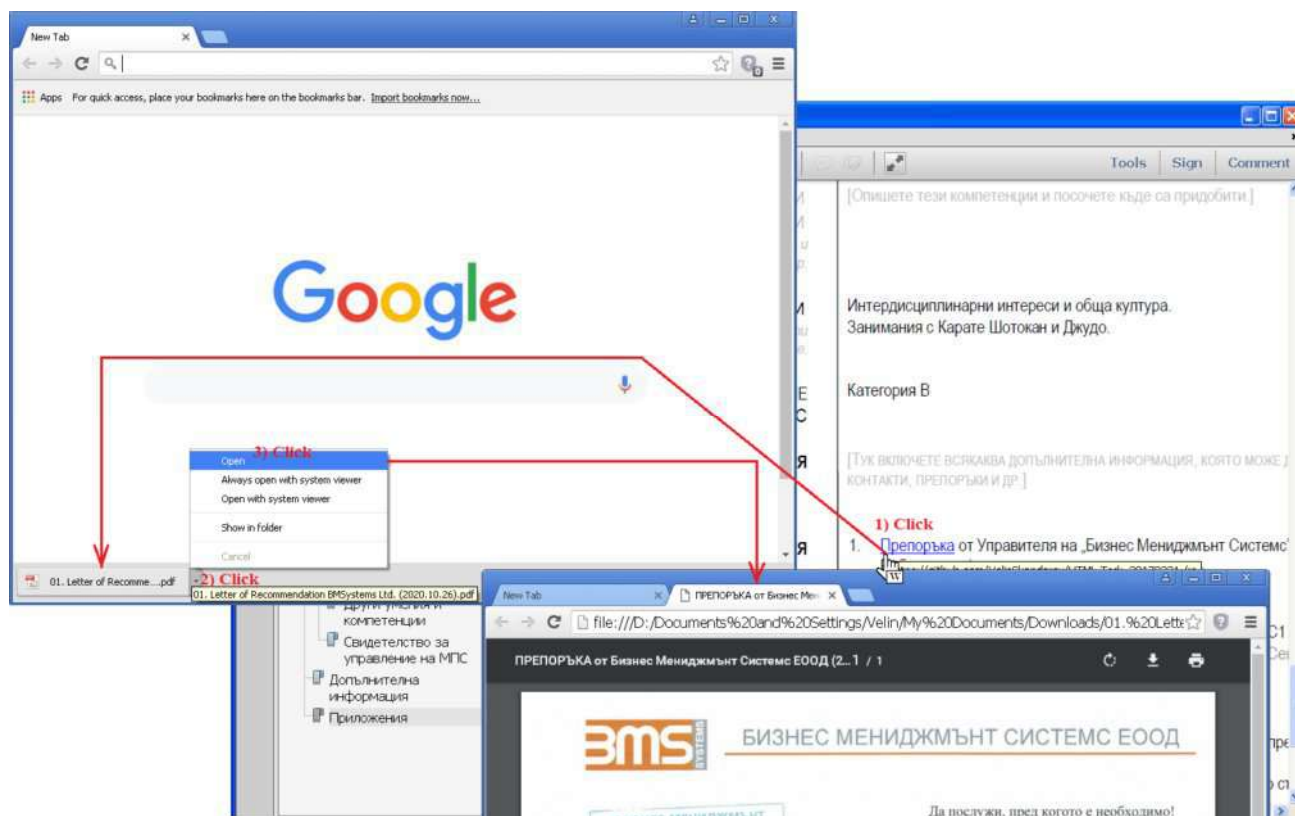 New Tab
Apps For quick access, place your bookmarks here on the bookmarks bar. Import bookmarks now...
Google
3) Click
Open
Always open with system viewer
Open with system viewer
Show in folder
Cancel
01. Letter of Recomme....pdf
2) Click
01. Letter of Recommendation BMSystems Ltd. (2020.10.26).pdf
Tools Sign Comment
[Опишете тези компетенции и посочете къде са придобити.]
Интердисциплинарни интереси и обща култура.
Занимания с Карате Шотокан и Джудо.
Категория В
[ТУК ВКЛЮЧЕТЕ ВСЯКАКВА ДОПЪЛНИТЕЛНА ИНФОРМАЦИЯ, КОЯТО МОЖЕ Д
КОНТАКТИ, ПРЕПОРЪКИ И ДР.]
1) Click
1. Препоръка от Управителя на „Бизнес Мениджмънт Системс"
Други умения и
компетенции
Свидетелство за
управление на МПС
Допълнителна
информация
Приложения
New Tab
ПРЕПОРЪКА от Бизнес Мен
file:///D:/Documents%20and%20Settings/Velin/My%20Documents/Downloads/01.%20Lette
ПРЕПОРЪКА от Бизнес Мениджмънт Системс ЕООД (2...1 / 1
BMS SYSTEMS
БИЗНЕС МЕНИДЖМЪНТ СИСТЕМС ЕООД
Да послужи, пред когото е необходимо!